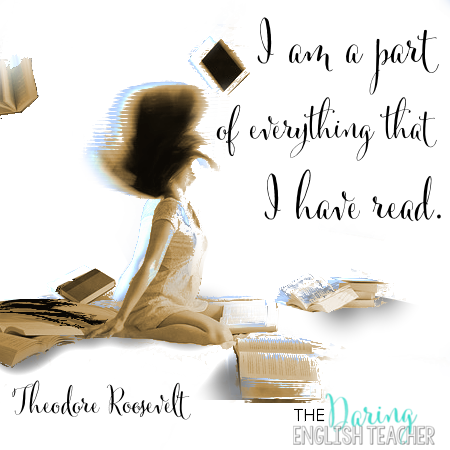 I am a part
of everything that
I have read.
Theodore Roosevelt
THE Daring
ENGLISH TEACHER